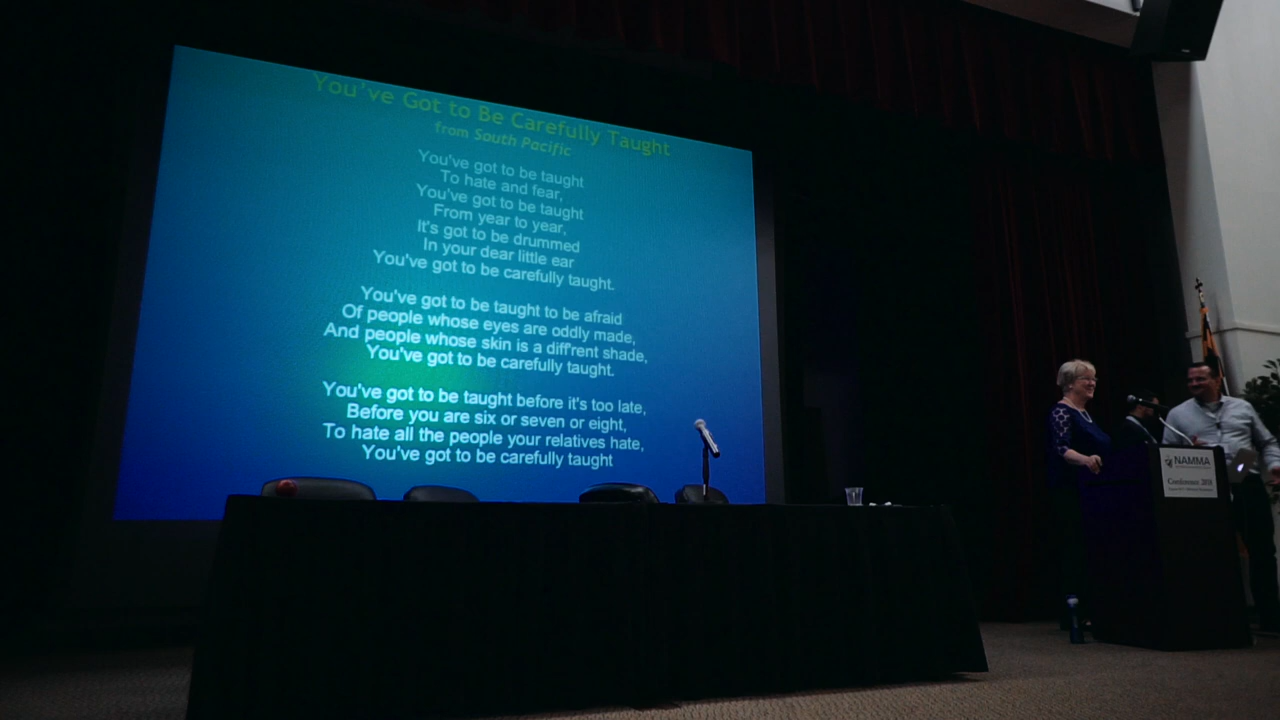 You've Got to Be Carefully Taught
from South Pacific
You've got to be taught
To hate and fear,
You've got to be taught
From year to year,
It's got to be drummed
In your dear little ear
You've got to be carefully taught.
You've got to be taught to be afraid
Of people whose eyes are oddly made,
And people whose skin is a diff'rent shade,
You've got to be carefully taught.
You've got to be taught before it's too late,
Before you are six or seven or eight,
To hate all the people your relatives hate,
You've got to be carefully taught
NAMMA
Conference 2018